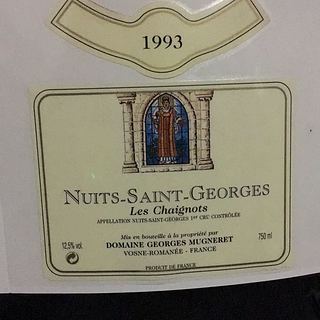 1993
NUITS-SAINT-GEORGES
Les Chaignots
APPELLATION NUITS-SAINT-GEORGES 1ER CRU CONTRÔLÉE
Mis en bouteille à la propriété par
12,5% vol. DOMAINE GEORGES MUGNERET 750 ml
VOSNE-ROMANÉE - FRANCE
PRODUIT DE FRANCE